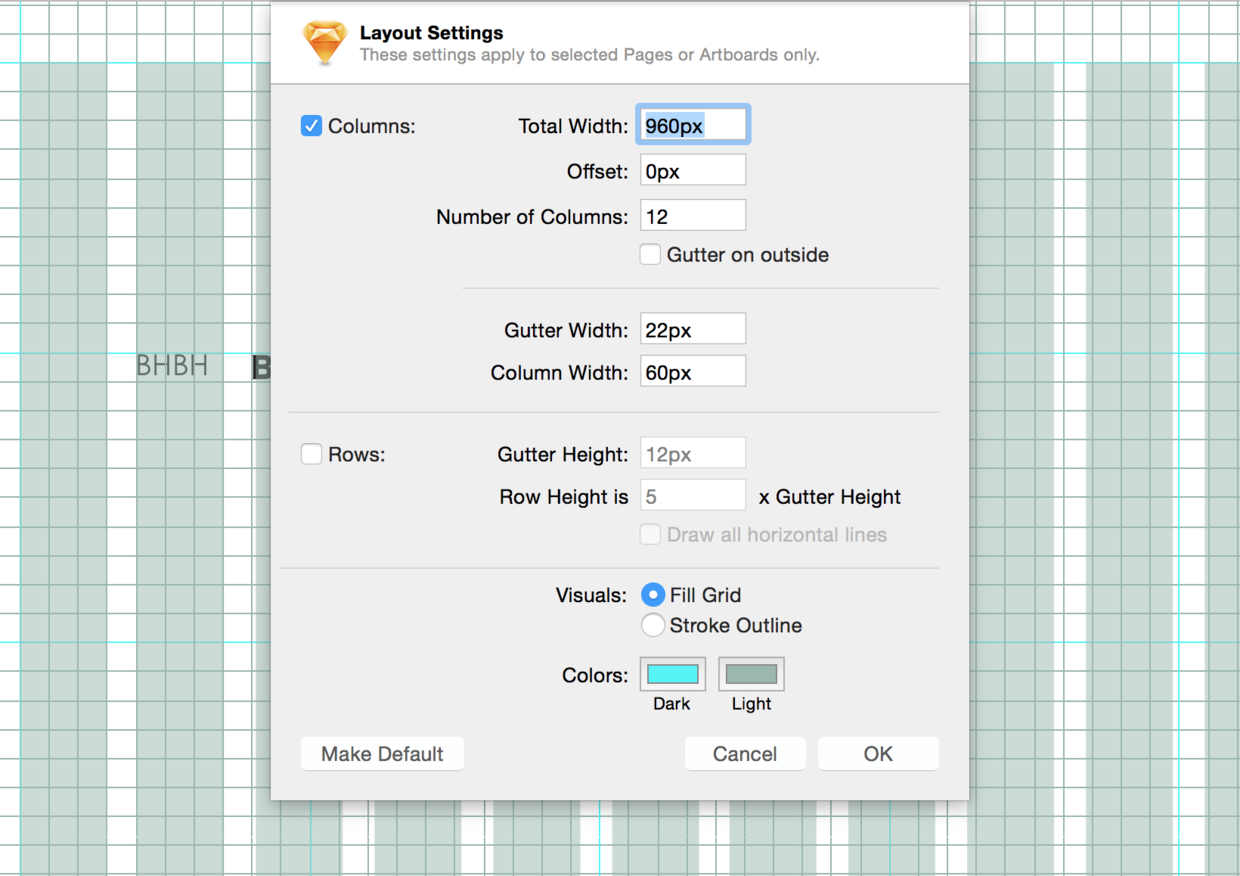 Layout Settings
These settings apply to selected Pages or Artboards only.
Columns: Total Width: 960px
Offset: 0px
Number of Columns: 12
Gutter on outside
Gutter Width: 22px
BHBH B
Column Width: 60px
Rows: Gutter Height: 12px
Row Height is 5 x Gutter Height
Draw all horizontal lines
Visuals: Fill Grid
Stroke Outline
Colors:
Dark Light
Make Default Cancel OK